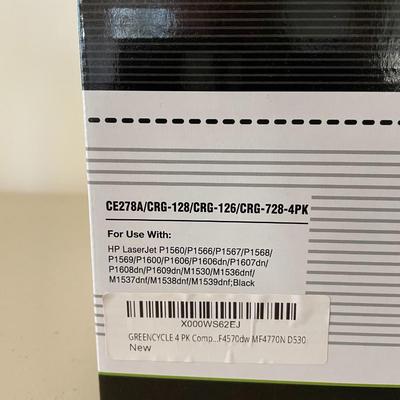 CE278A/CRG-128/CRG-126/CRG-728-4PK
For Use With:
HP LaserJet P1560/P1566/P1567/P1568/
P1569/P1600/P1606/P1606dn/P1607dn/
P1608dn/P1609dn/M1530/M1536dnf/
M1537dnf/M1538dnf/M1539dnf;Black
X000WS62EJ
GREENCYCLE 4 PK Comp...F4570dw MF4770N D530
New